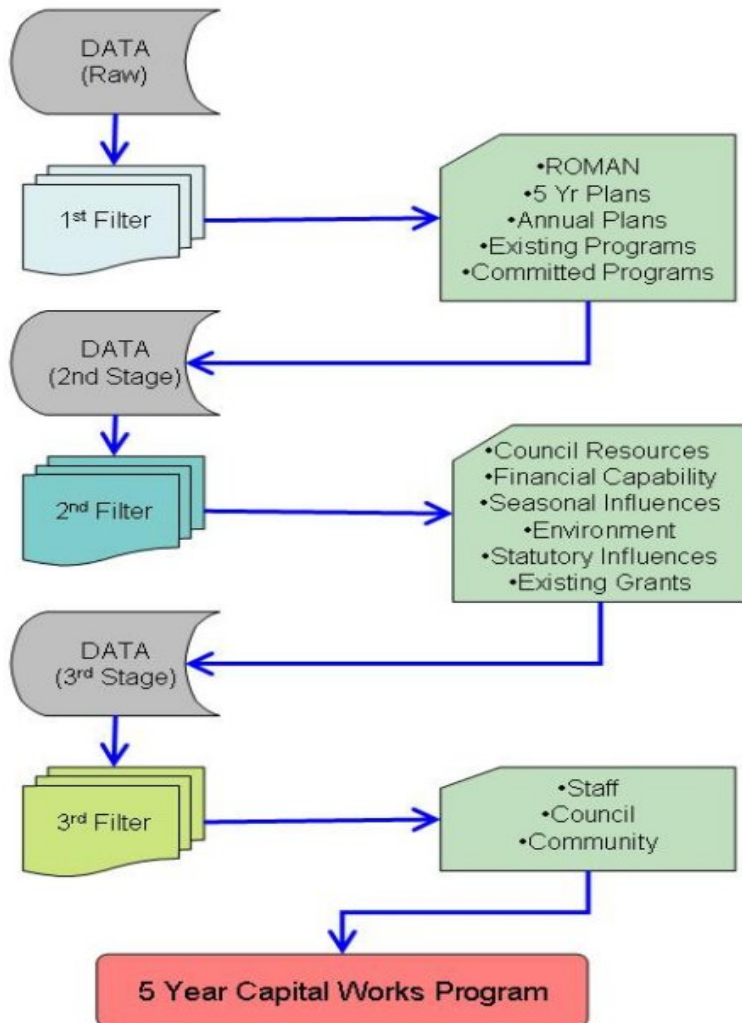 DATA
(Raw)
1st Filter
•ROMAN
•5 Yr Plans
•Annual Plans
•Existing Programs
•Committed Programs
DATA
(2nd Stage)
2nd Filter
•Council Resources
•Financial Capability
•Seasonal Influences
•Environment
•Statutory Influences
•Existing Grants
DATA
(3rd Stage)
3rd Filter
•Staff
•Council
•Community
5 Year Capital Works Program